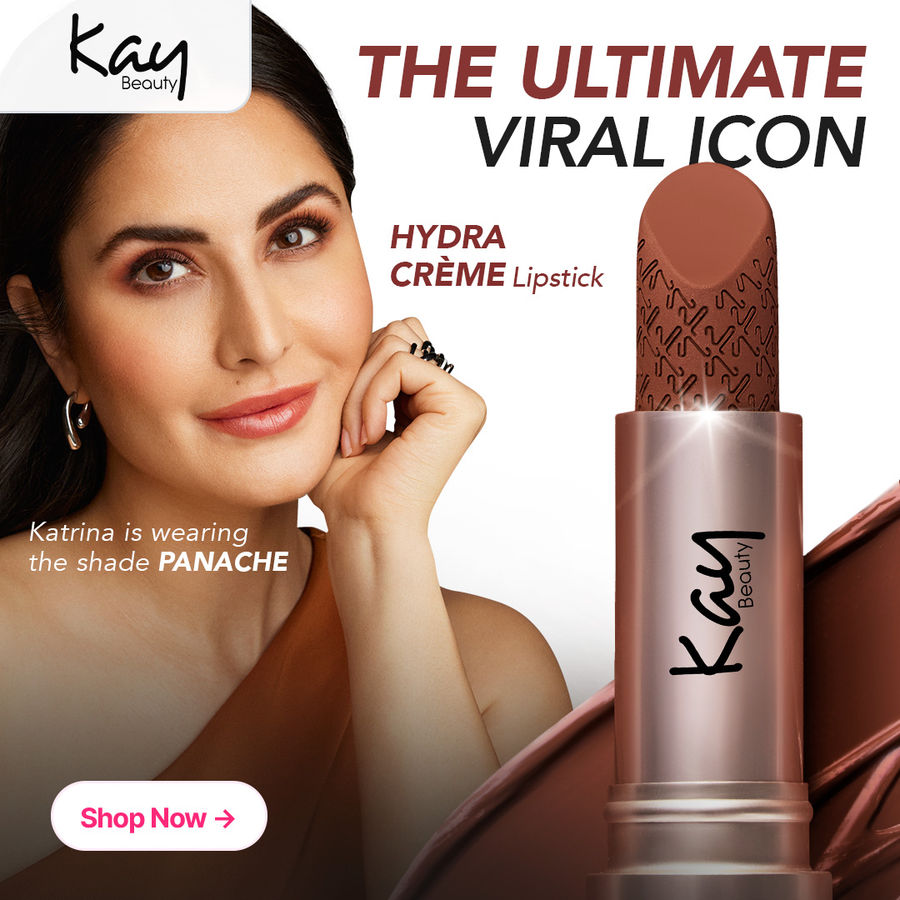 Kay
Beauty
THE ULTIMATE
VIRAL ICON
HYDRA
CRÈME Lipstick
Kay
Beauty
Katrina is wearing
the shade PANACHE
Shop Now →